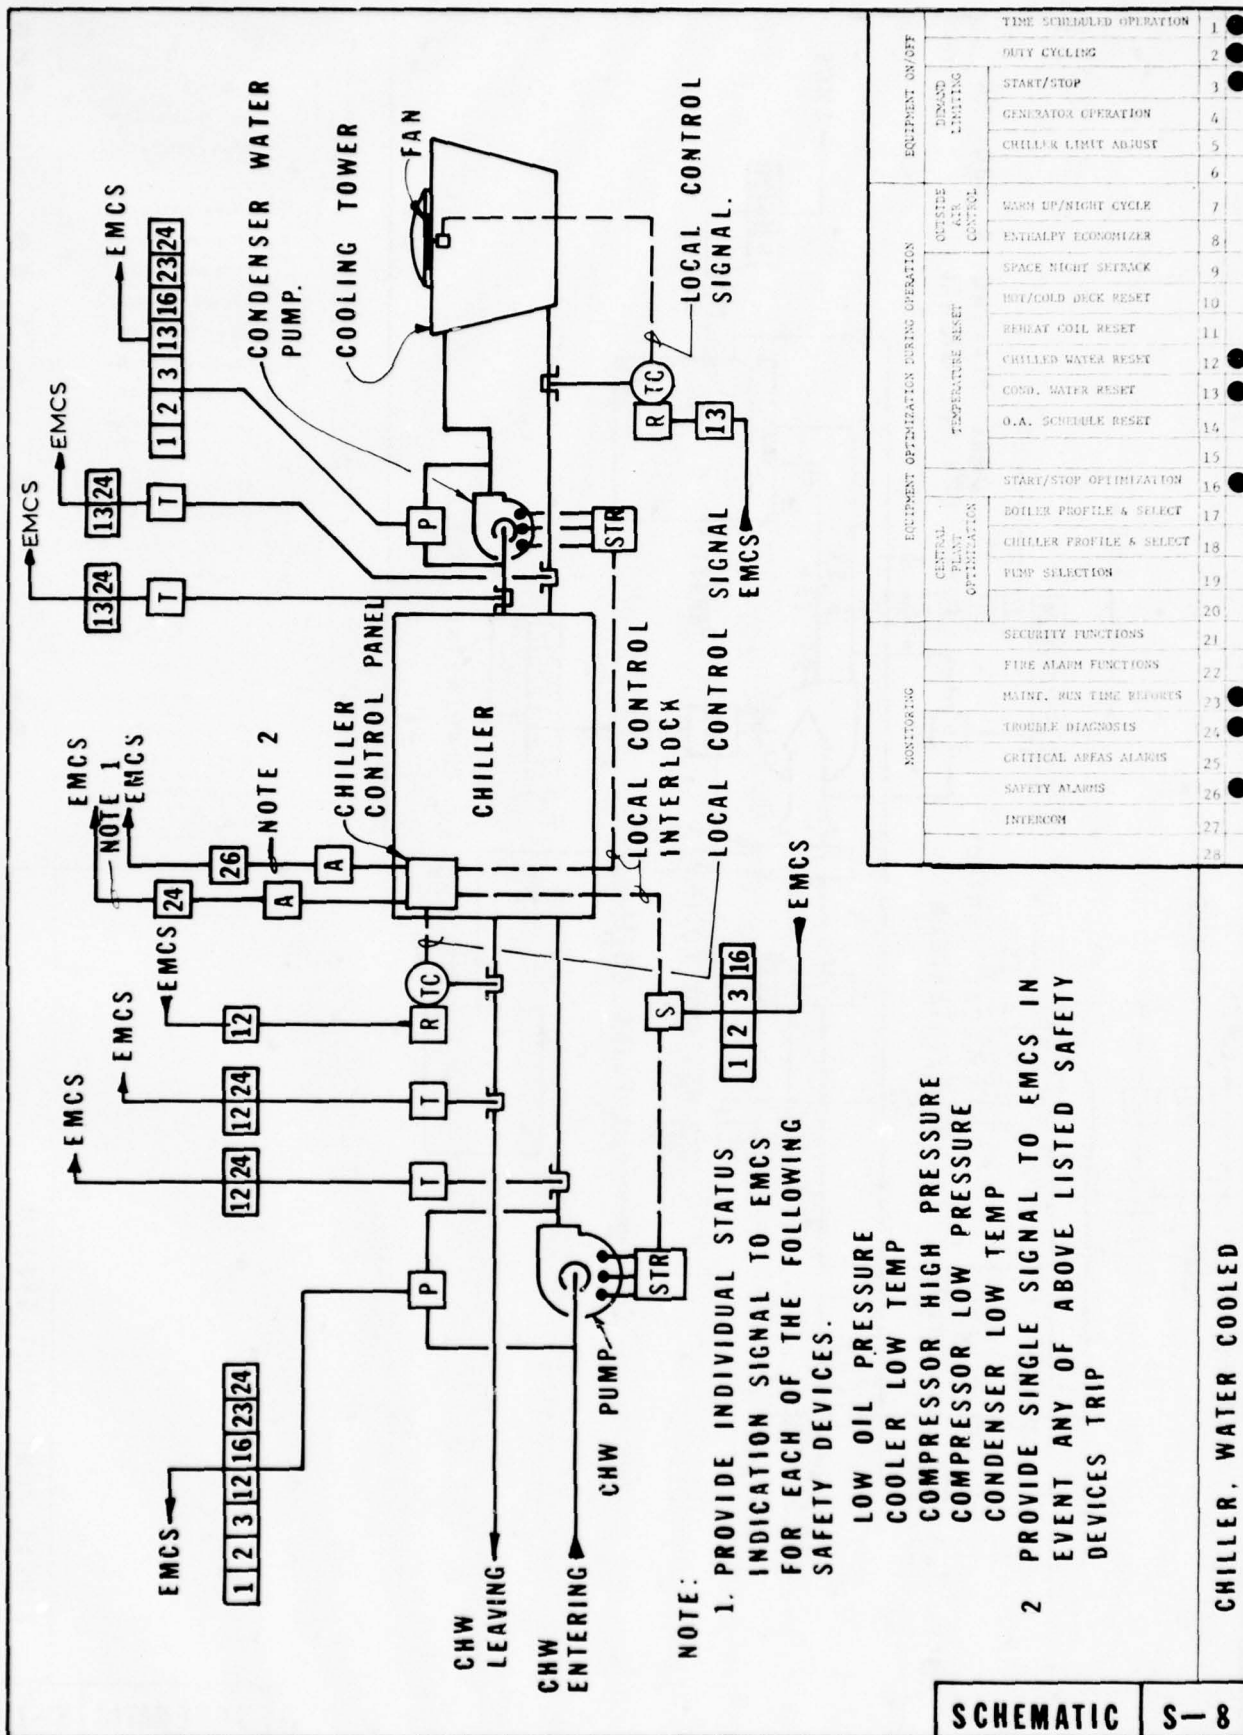 EMCS
1 2 3 12 16 23 24
P
EMCS
12 24
T
EMCS
12 24
T
EMCS
12
R
TC
EMCS
NOTE 1
24
A
EMCS
26
NOTE 2
A
CHILLER
CONTROL PANEL
CHILLER
EMCS
13 24
T
EMCS
13 24
T
EMCS
1 2 3 13 16 23 24
P
CONDENSER WATER
PUMP.
COOLING TOWER
FAN
STR
TC
R
13
EMCS
LOCAL CONTROL
SIGNAL.
LOCAL CONTROL
INTERLOCK
LOCAL CONTROL SIGNAL
S
1 2 3 16
EMCS
CHW
LEAVING
CHW
ENTERING
CHW PUMP
STR
NOTE:
1. PROVIDE INDIVIDUAL STATUS
INDICATION SIGNAL TO EMCS
FOR EACH OF THE FOLLOWING
SAFETY DEVICES.
LOW OIL PRESSURE
COOLER LOW TEMP
COMPRESSOR HIGH PRESSURE
COMPRESSOR LOW PRESSURE
CONDENSER LOW TEMP
2 PROVIDE SINGLE SIGNAL TO EMCS IN
EVENT ANY OF ABOVE LISTED SAFETY
DEVICES TRIP
EQUIPMENT ON/OFF
TIME SCHEDULED OPERATION 1
DUTY CYCLING 2
DEMAND
LIMITING
START/STOP 3
GENERATOR OPERATION 4
CHILLER LIMIT ADJUST 5
6
EQUIPMENT OPTIMIZATION DURING OPERATION
OUTSIDE
AIR
CONTROL
WARM UP/NIGHT CYCLE 7
ENTHALPY ECONOMIZER 8
TEMPERATURE RESET
SPACE NIGHT SETBACK 9
HOT/COLD DECK RESET 10
REHEAT COIL RESET 11
CHILLED WATER RESET 12
COND. WATER RESET 13
O.A. SCHEDULE RESET 14
15
START/STOP OPTIMIZATION 16
CENTRAL
PLANT
OPTIMIZATION
BOILER PROFILE & SELECT 17
CHILLER PROFILE & SELECT 18
PUMP SELECTION 19
20
MONITORING
SECURITY FUNCTIONS 21
FIRE ALARM FUNCTIONS 22
MAINT. RUN TIME REPORTS 23
TROUBLE DIAGNOSIS 24
CRITICAL AREAS ALARMS 25
SAFETY ALARMS 26
INTERCOM 27
28
CHILLER, WATER COOLED
SCHEMATIC S-8